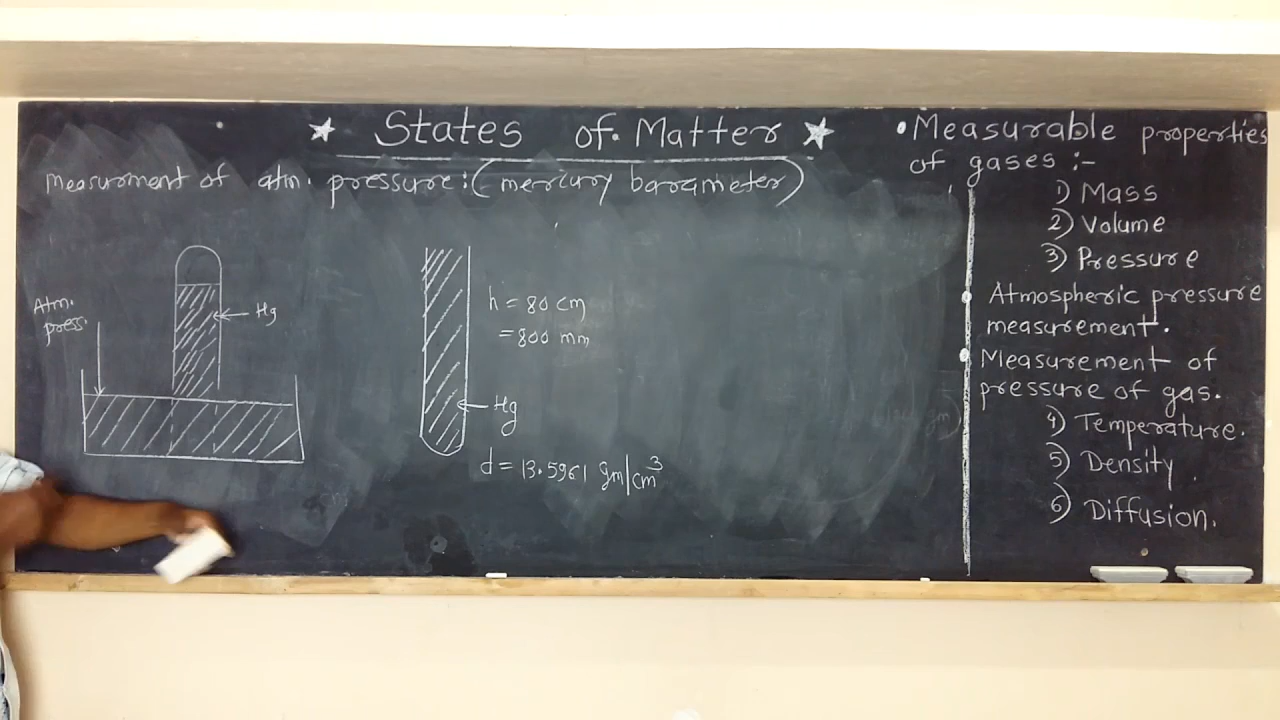 ★ States of Matter ★
Measurment of atm. pressure:(mercury barameter)
Atm.
press.
Hg
h = 80 cm
= 800 mm
Hg
d = 13.5961 gm/cm³
• Measurable properties
of gases :-
1) Mass
2) Volume
3) Pressure
• Atmospheric pressure
measurement.
• Measurement of
pressure of gas.
4) Temperature.
5) Density.
6) Diffusion.